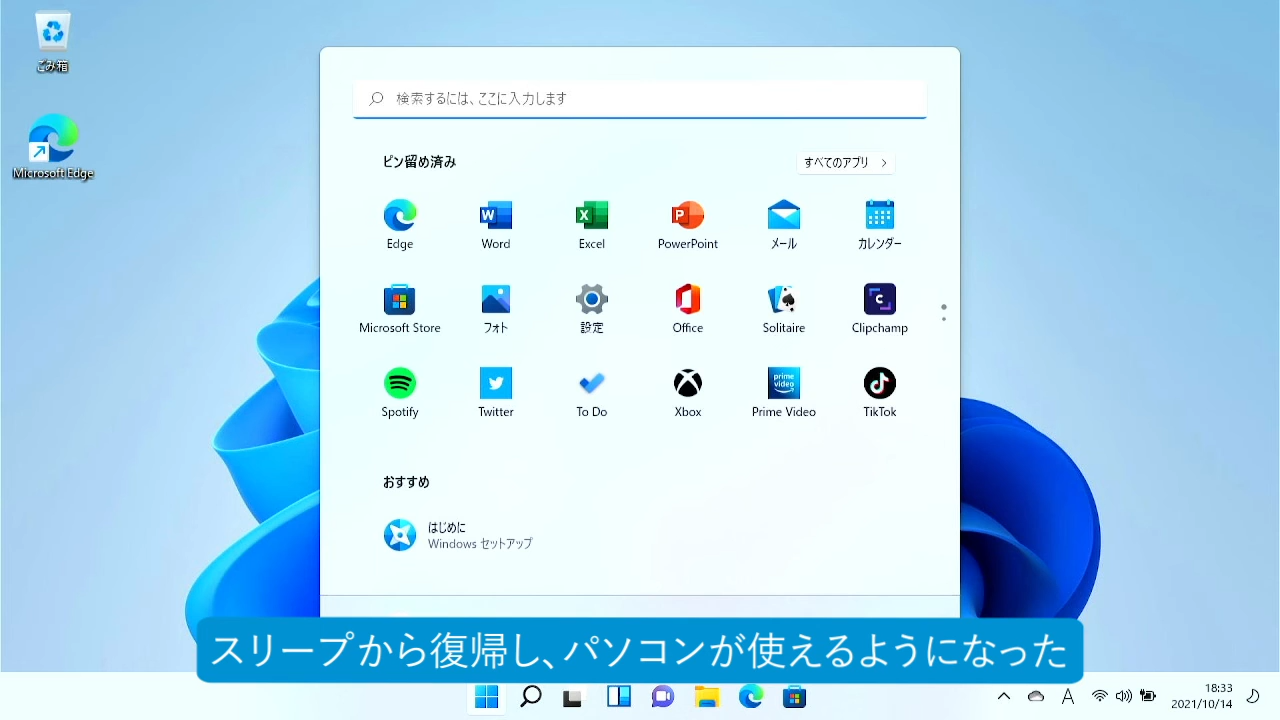 ごみ箱
Microsoft Edge
検索するには、ここに入力します
ピン留め済み
すべてのアプリ
Edge
Word
Excel
PowerPoint
メール
カレンダー
Microsoft Store
フォト
設定
Office
Solitaire
Clipchamp
Spotify
Twitter
To Do
Xbox
prime video
Prime Video
TikTok
おすすめ
はじめに
Windows セットアップ
スリープから復帰し、パソコンが使えるようになった
A
18:33
2021/10/14